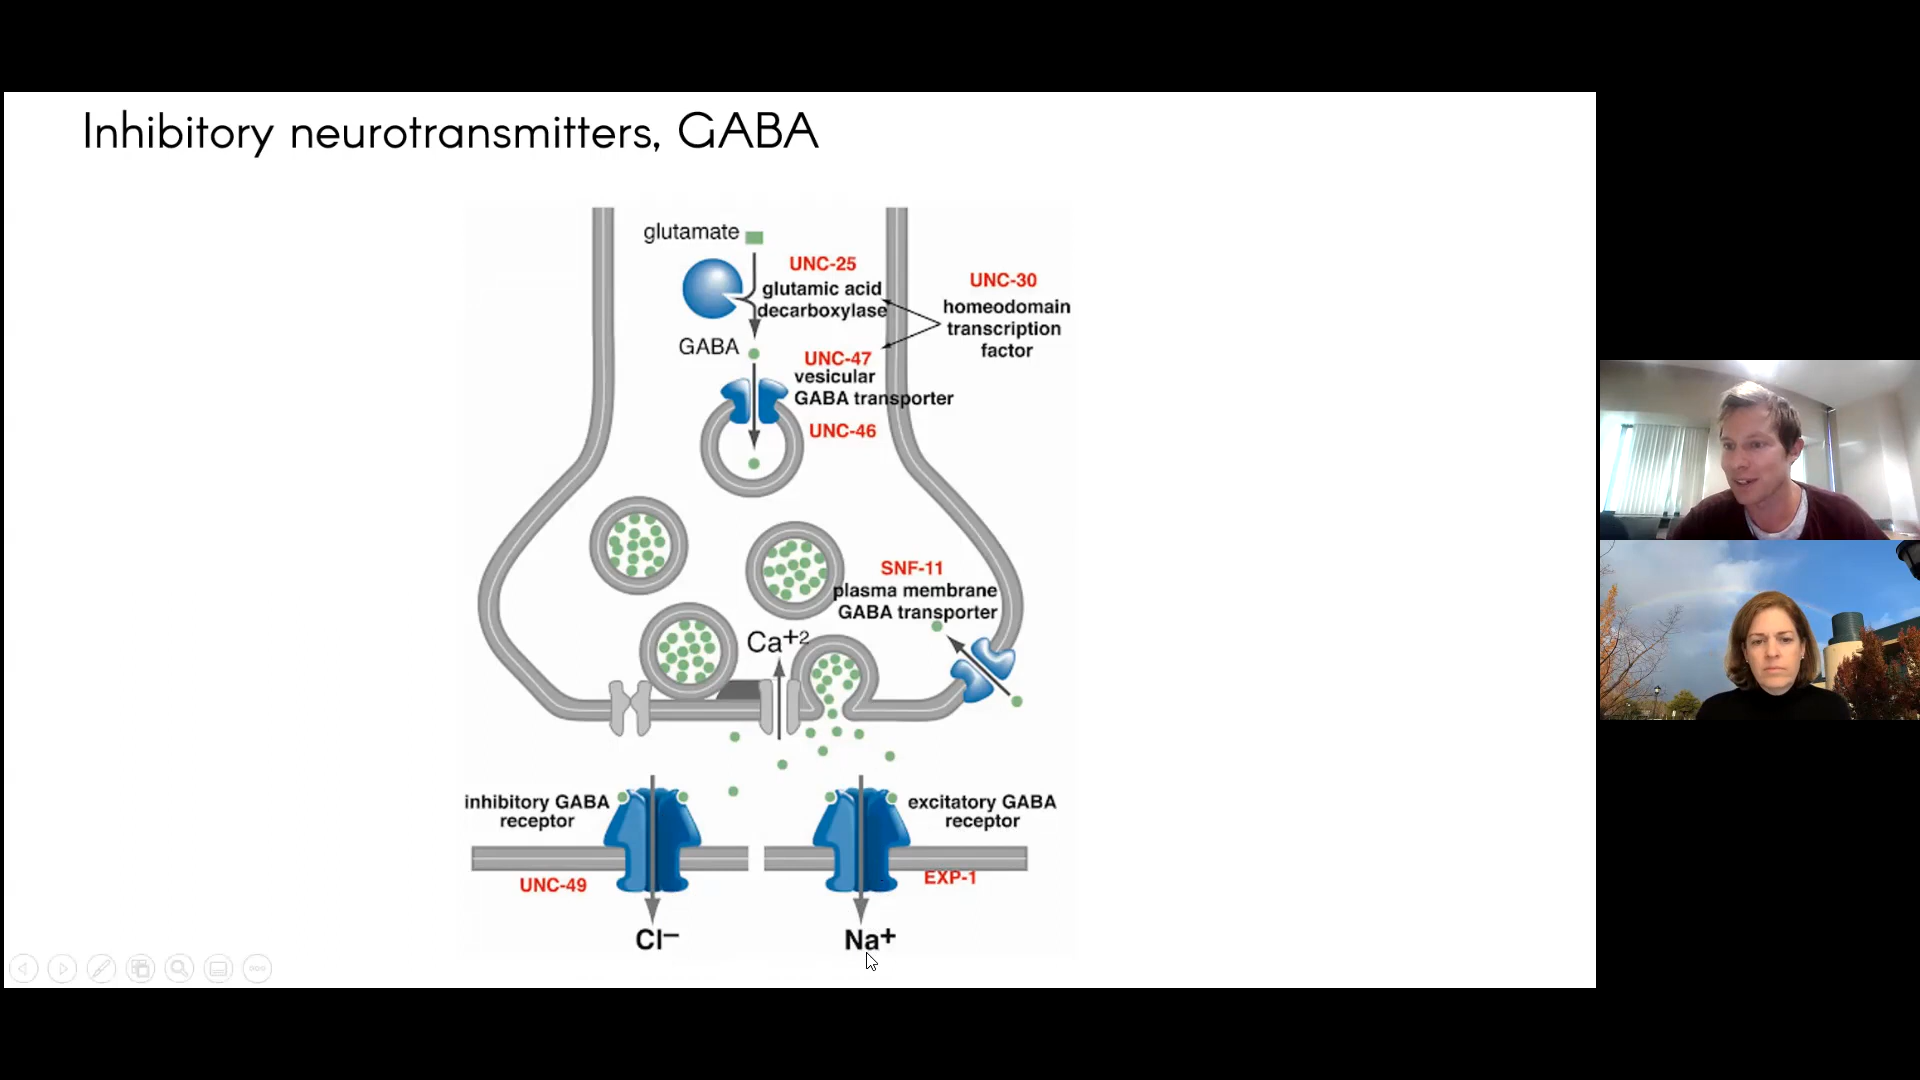 Inhibitory neurotransmitters, GABA
glutamate
UNC-25
glutamic acid
decarboxylase
UNC-30
homeodomain
transcription
factor
GABA
UNC-47
vesicular
GABA transporter
UNC-46
SNF-11
plasma membrane
GABA transporter
Ca+2
inhibitory GABA
receptor
excitatory GABA
receptor
UNC-49
EXP-1
Cl−
Na+